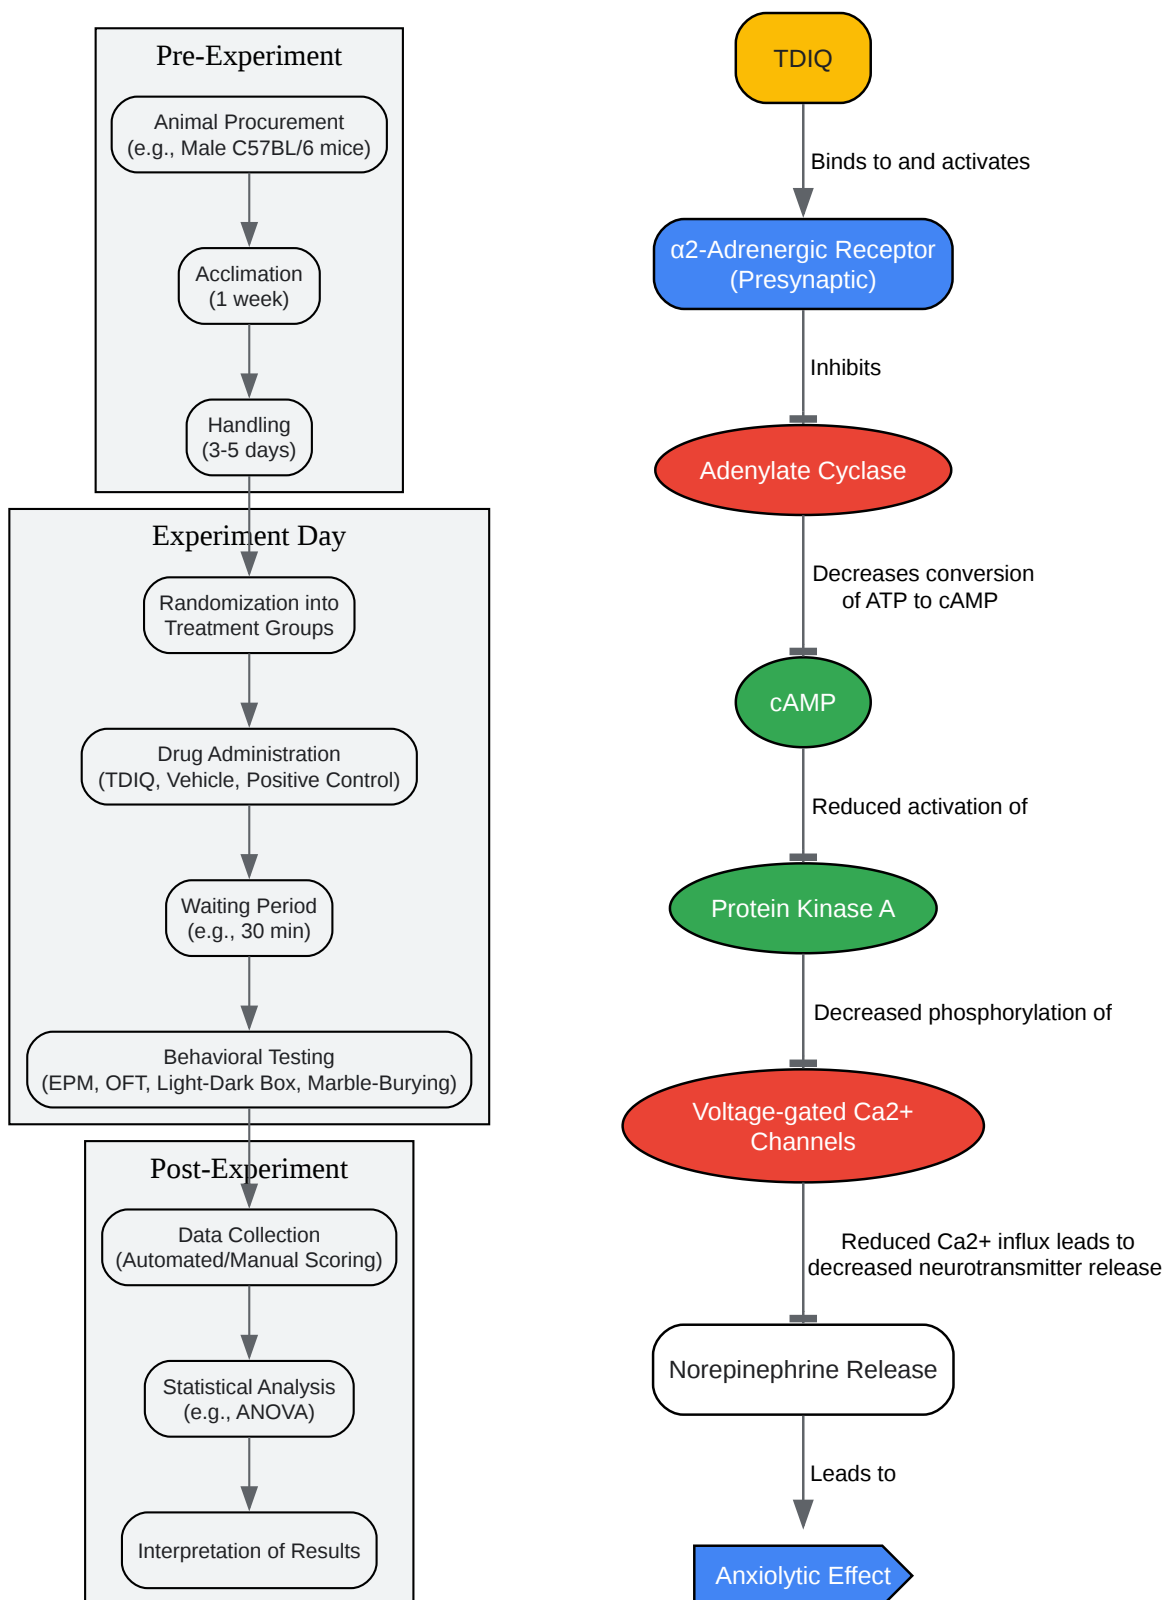 Pre-Experiment
Animal Procurement
(e.g., Male C57BL/6 mice)
Acclimation
(1 week)
Handling
(3-5 days)
Experiment Day
Randomization into
Treatment Groups
Drug Administration
(TDIQ, Vehicle, Positive Control)
Waiting Period
(e.g., 30 min)
Behavioral Testing
(EPM, OFT, Light-Dark Box, Marble-Burying)
Post-Experiment
Data Collection
(Automated/Manual Scoring)
Statistical Analysis
(e.g., ANOVA)
Interpretation of Results
TDIQ
Binds to and activates
α2-Adrenergic Receptor
(Presynaptic)
Inhibits
Adenylate Cyclase
Decreases conversion
of ATP to cAMP
cAMP
Reduced activation of
Protein Kinase A
Decreased phosphorylation of
Voltage-gated Ca2+
Channels
Reduced Ca2+ influx leads to
decreased neurotransmitter release
Norepinephrine Release
Leads to
Anxiolytic Effect